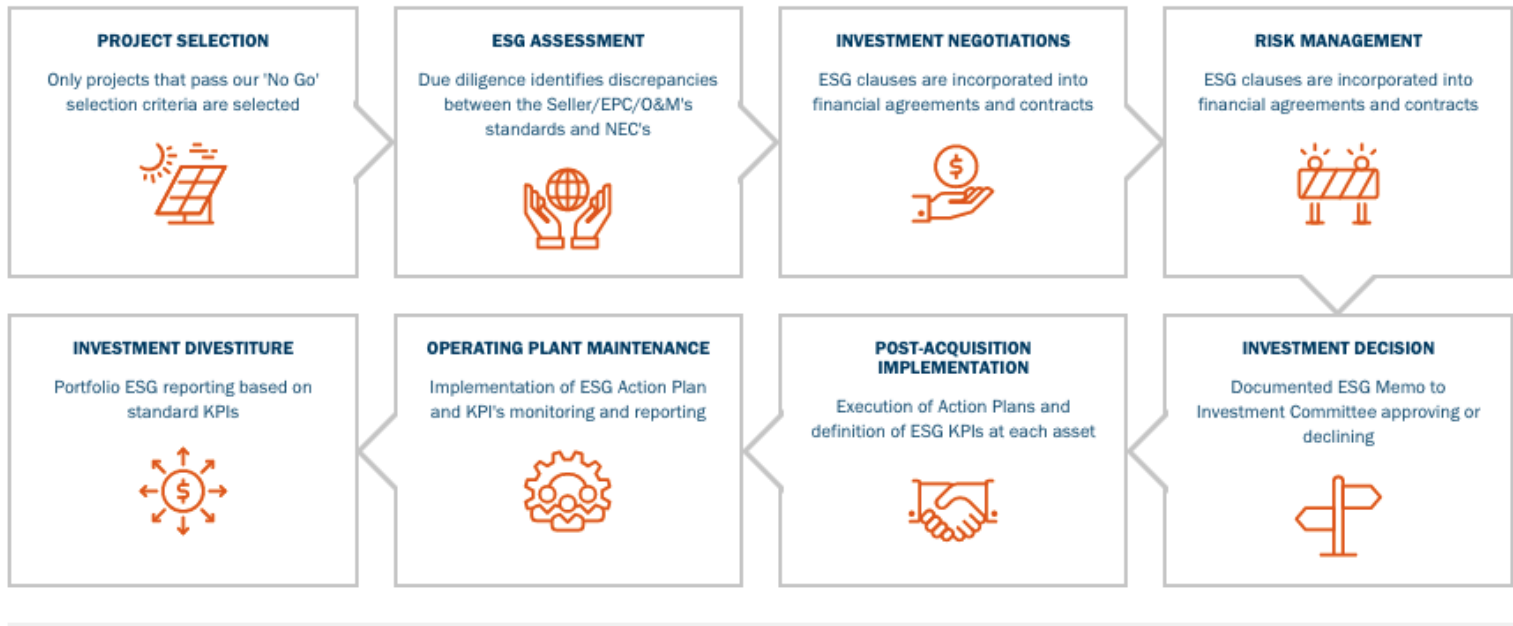 PROJECT SELECTION
Only projects that pass our 'No Go'
selection criteria are selected
ESG ASSESSMENT
Due diligence identifies discrepancies
between the Seller/EPC/O&M's
standards and NEC's
INVESTMENT NEGOTIATIONS
ESG clauses are incorporated into
financial agreements and contracts
RISK MANAGEMENT
ESG clauses are incorporated into
financial agreements and contracts
INVESTMENT DECISION
Documented ESG Memo to
Investment Committee approving or
declining
POST-ACQUISITION
IMPLEMENTATION
Execution of Action Plans and
definition of ESG KPIs at each asset
OPERATING PLANT MAINTENANCE
Implementation of ESG Action Plan
and KPI's monitoring and reporting
INVESTMENT DIVESTITURE
Portfolio ESG reporting based on
standard KPIs